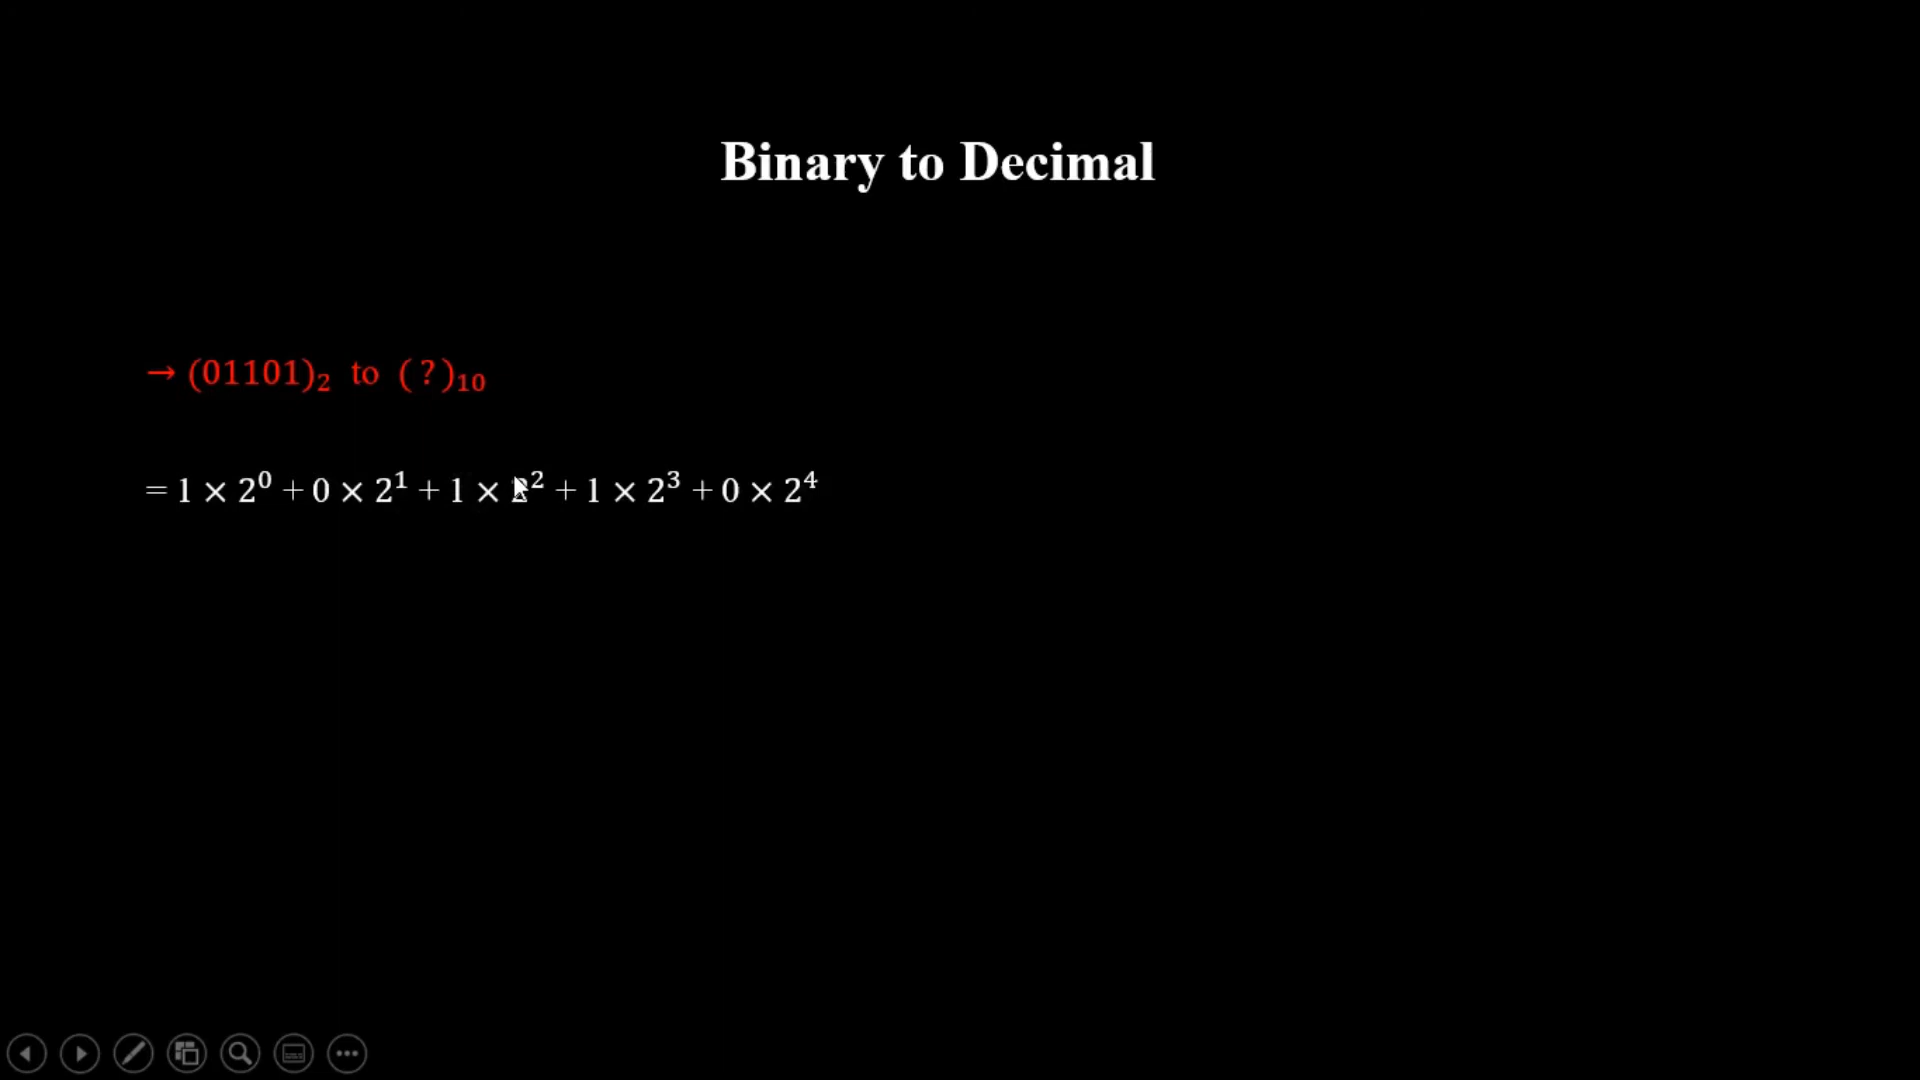 Binary to Decimal
→ (01101)₂ to (?)₁₀
= 1 × 2⁰ + 0 × 2¹ + 1 × 2² + 1 × 2³ + 0 × 2⁴